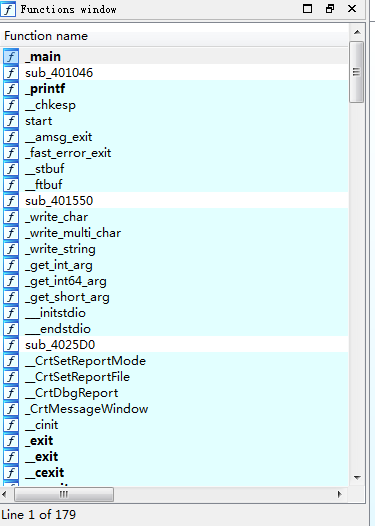 Functions window
Function name
_main
sub_401046
_printf
__chkesp
start
__amsg_exit
_fast_error_exit
__stbuf
__ftbuf
sub_401550
_write_char
_write_multi_char
_write_string
_get_int_arg
_get_int64_arg
_get_short_arg
___initstdio
___endstdio
sub_4025D0
__CrtSetReportMode
__CrtSetReportFile
__CrtDbgReport
_CrtMessageWindow
__cinit
_exit
__exit
__cexit
Line 1 of 179